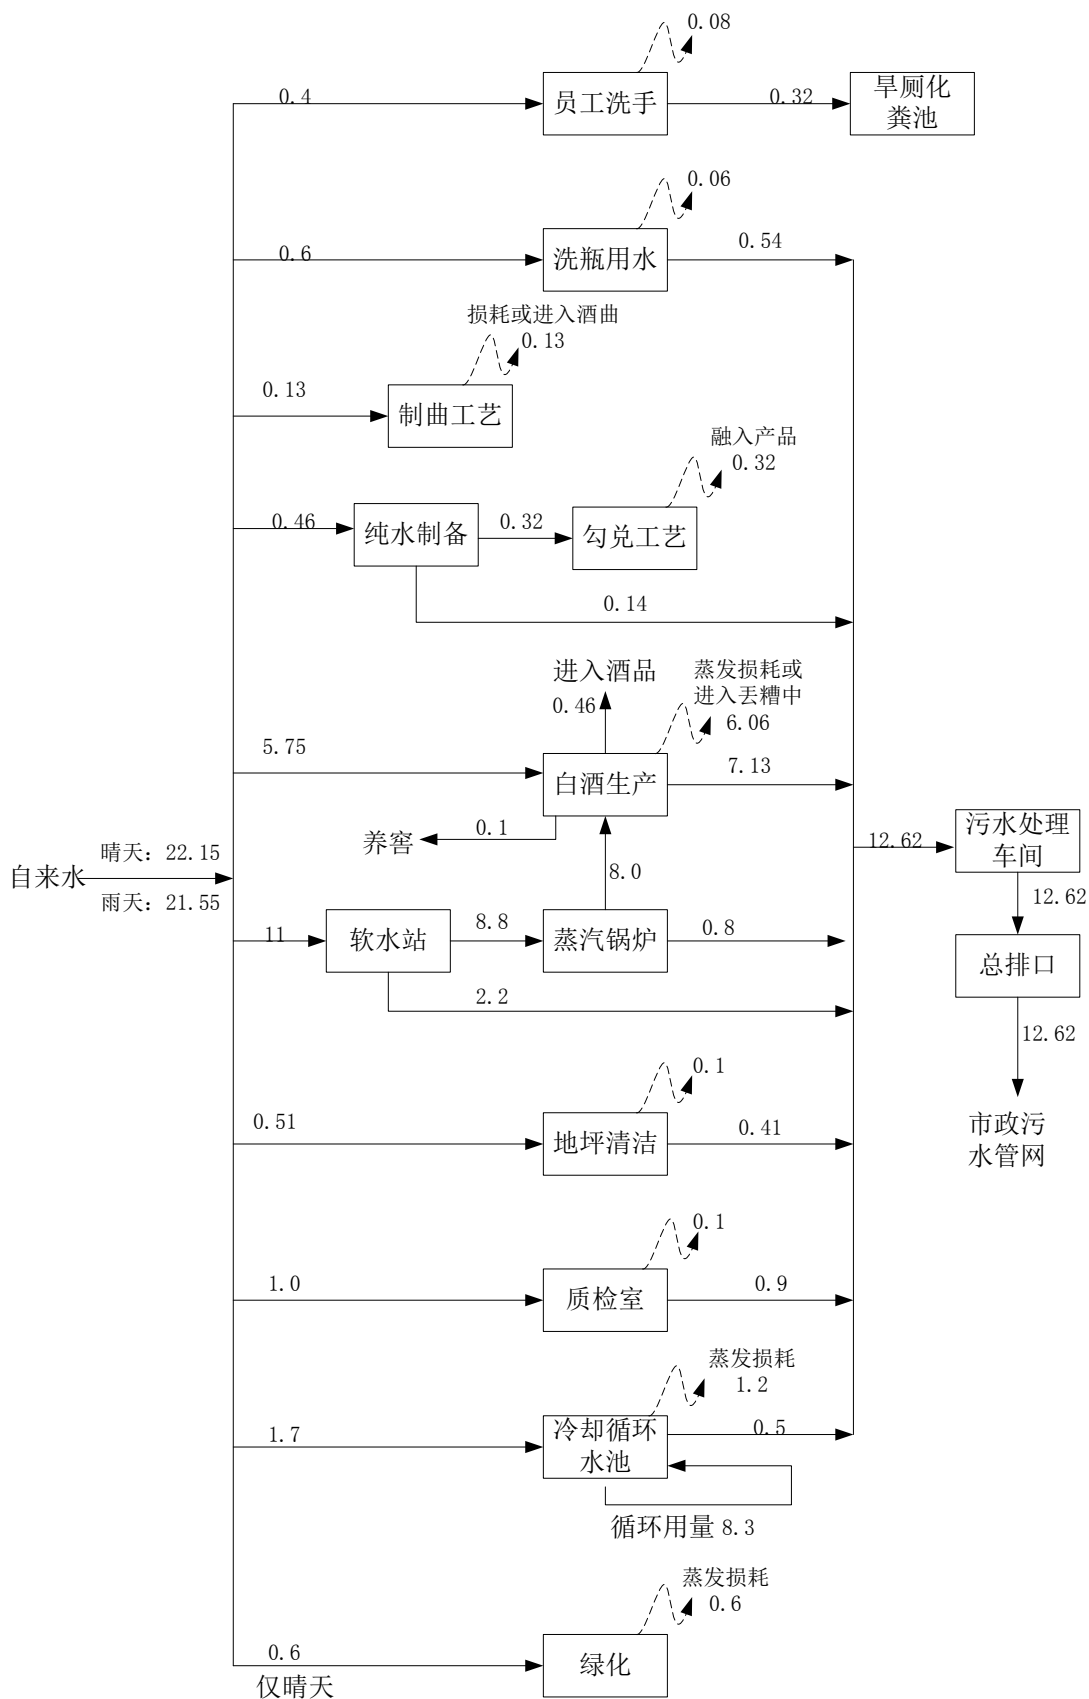 0.08
0.4
员工洗手
0.32
旱厕化
粪池
0.06
0.6
洗瓶用水
0.54
损耗或进入酒曲
0.13
0.13
制曲工艺
融入产品
0.32
0.46
纯水制备
0.32
勾兑工艺
0.14
进入酒品
0.46
蒸发损耗或
进入丢糟中
6.06
5.75
白酒生产
7.13
养窖
0.1
8.0
12.62
污水处理
车间
12.62
自来水
晴天：22.15
雨天：21.55
11
软水站
8.8
蒸汽锅炉
0.8
2.2
总排口
12.62
市政污
水管网
0.1
0.51
地坪清洁
0.41
0.1
1.0
质检室
0.9
蒸发损耗
1.2
1.7
冷却循环
水池
0.5
循环用量 8.3
蒸发损耗
0.6
0.6
仅晴天
绿化